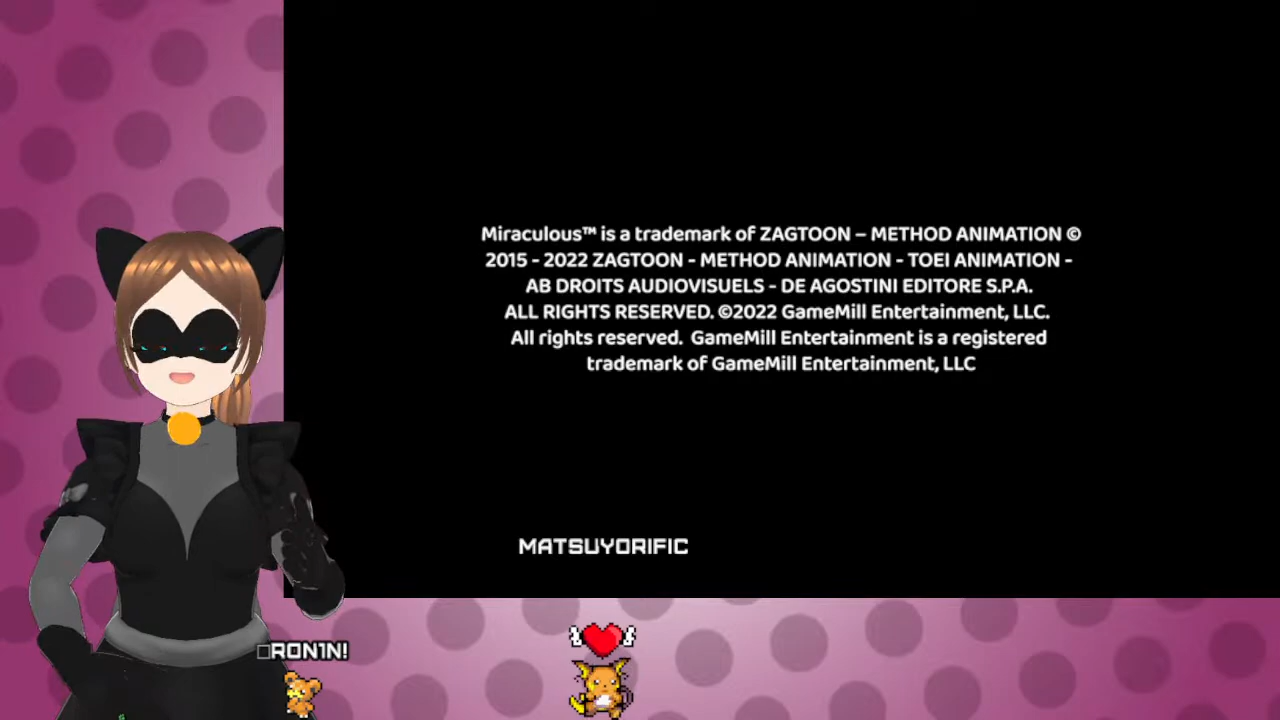 Miraculous™ is a trademark of ZAGTOON – METHOD ANIMATION ©
2015 - 2022 ZAGTOON - METHOD ANIMATION - TOEI ANIMATION -
AB DROITS AUDIOVISUELS - DE AGOSTINI EDITORE S.P.A.
ALL RIGHTS RESERVED. ©2022 GameMill Entertainment, LLC.
All rights reserved. GameMill Entertainment is a registered
trademark of GameMill Entertainment, LLC
MATSUYORIFIC
□RON1N!